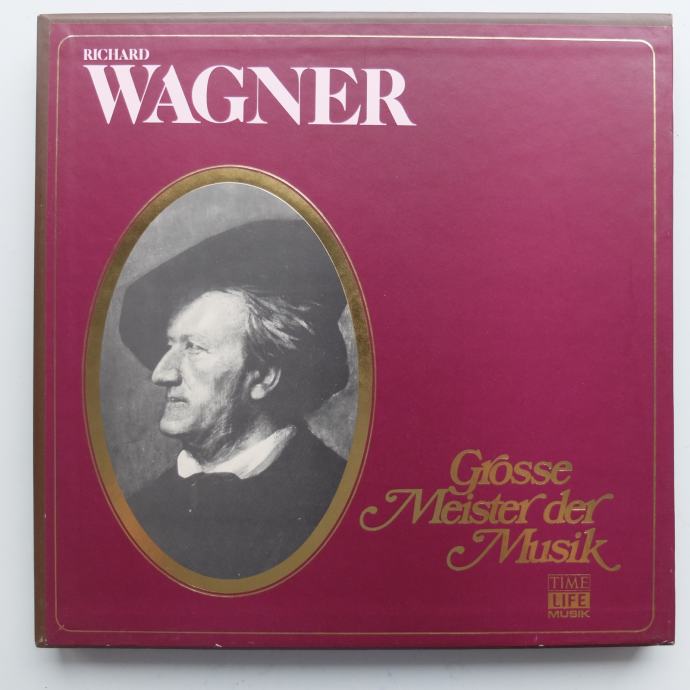 RICHARD
WAGNER
Grosse
Meister der
Musik
TIME
LIFE
MUSIK